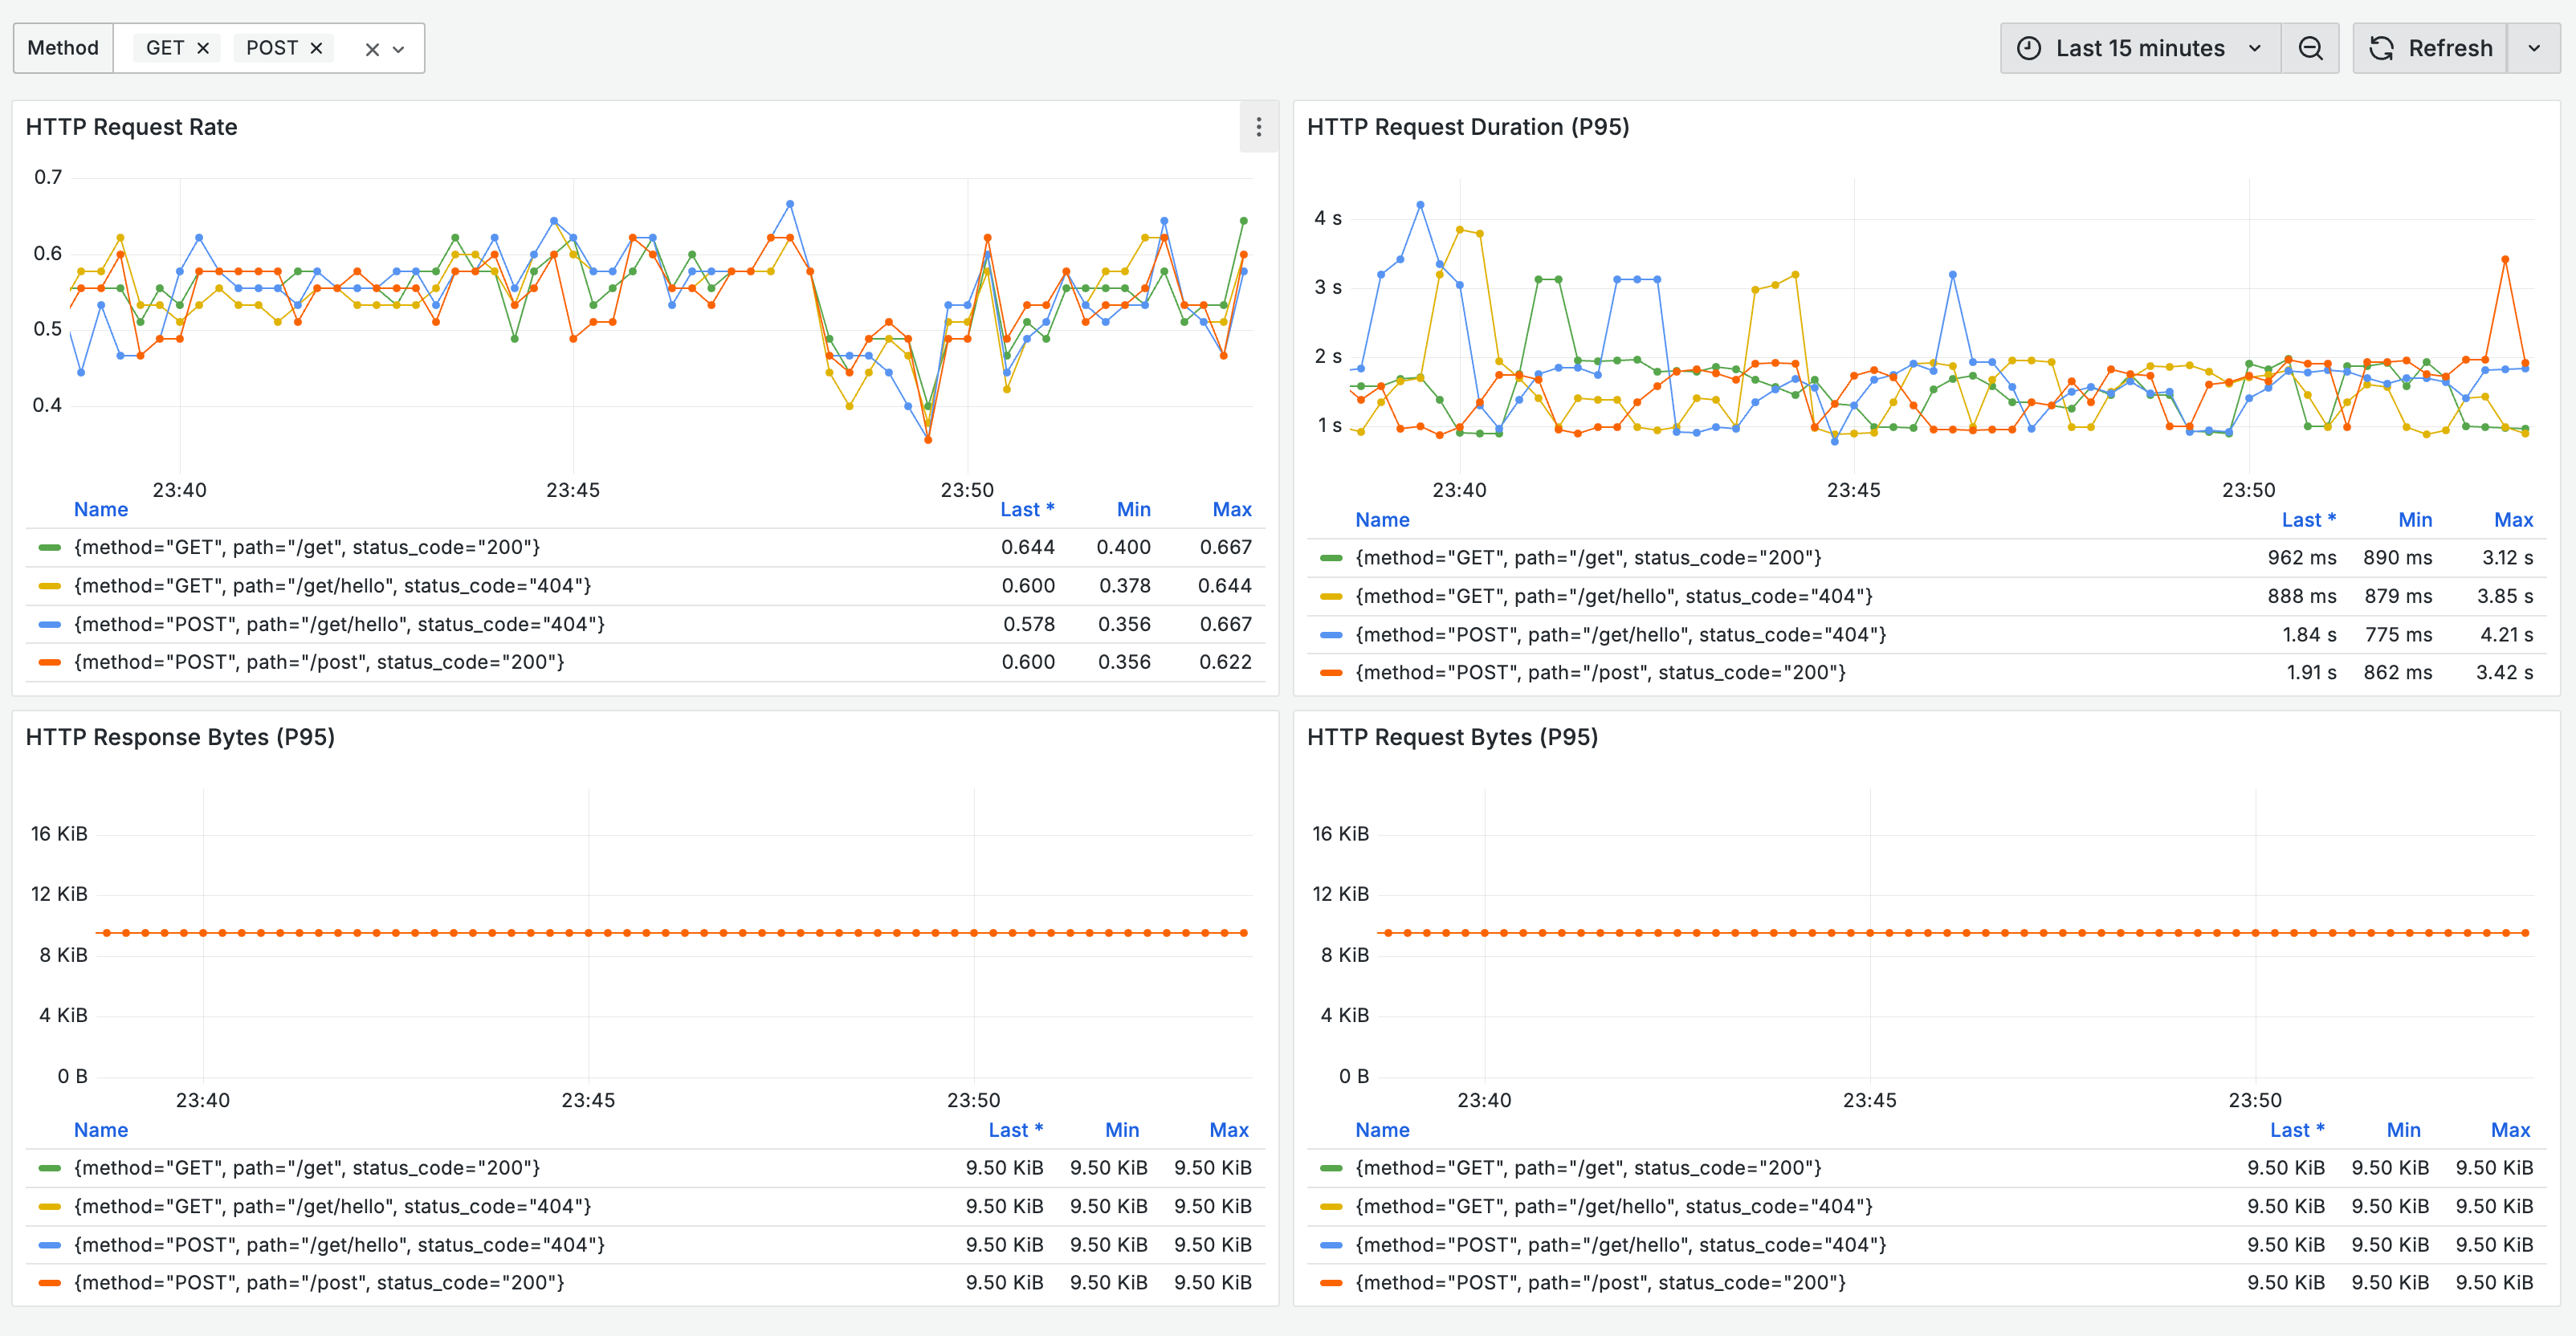 Method GET POST Last 15 minutes Refresh
HTTP Request Rate
0.7
0.6
0.5
0.4
23:40 23:45 23:50
Name Last * Min Max
{method="GET", path="/get", status_code="200"} 0.644 0.400 0.667
{method="GET", path="/get/hello", status_code="404"} 0.600 0.378 0.644
{method="POST", path="/get/hello", status_code="404"} 0.578 0.356 0.667
{method="POST", path="/post", status_code="200"} 0.600 0.356 0.622
HTTP Request Duration (P95)
4 s
3 s
2 s
1 s
23:40 23:45 23:50
Name Last * Min Max
{method="GET", path="/get", status_code="200"} 962 ms 890 ms 3.12 s
{method="GET", path="/get/hello", status_code="404"} 888 ms 879 ms 3.85 s
{method="POST", path="/get/hello", status_code="404"} 1.84 s 775 ms 4.21 s
{method="POST", path="/post", status_code="200"} 1.91 s 862 ms 3.42 s
HTTP Response Bytes (P95)
16 KiB
12 KiB
8 KiB
4 KiB
0 B
23:40 23:45 23:50
Name Last * Min Max
{method="GET", path="/get", status_code="200"} 9.50 KiB 9.50 KiB 9.50 KiB
{method="GET", path="/get/hello", status_code="404"} 9.50 KiB 9.50 KiB 9.50 KiB
{method="POST", path="/get/hello", status_code="404"} 9.50 KiB 9.50 KiB 9.50 KiB
{method="POST", path="/post", status_code="200"} 9.50 KiB 9.50 KiB 9.50 KiB
HTTP Request Bytes (P95)
16 KiB
12 KiB
8 KiB
4 KiB
0 B
23:40 23:45 23:50
Name Last * Min Max
{method="GET", path="/get", status_code="200"} 9.50 KiB 9.50 KiB 9.50 KiB
{method="GET", path="/get/hello", status_code="404"} 9.50 KiB 9.50 KiB 9.50 KiB
{method="POST", path="/get/hello", status_code="404"} 9.50 KiB 9.50 KiB 9.50 KiB
{method="POST", path="/post", status_code="200"} 9.50 KiB 9.50 KiB 9.50 KiB